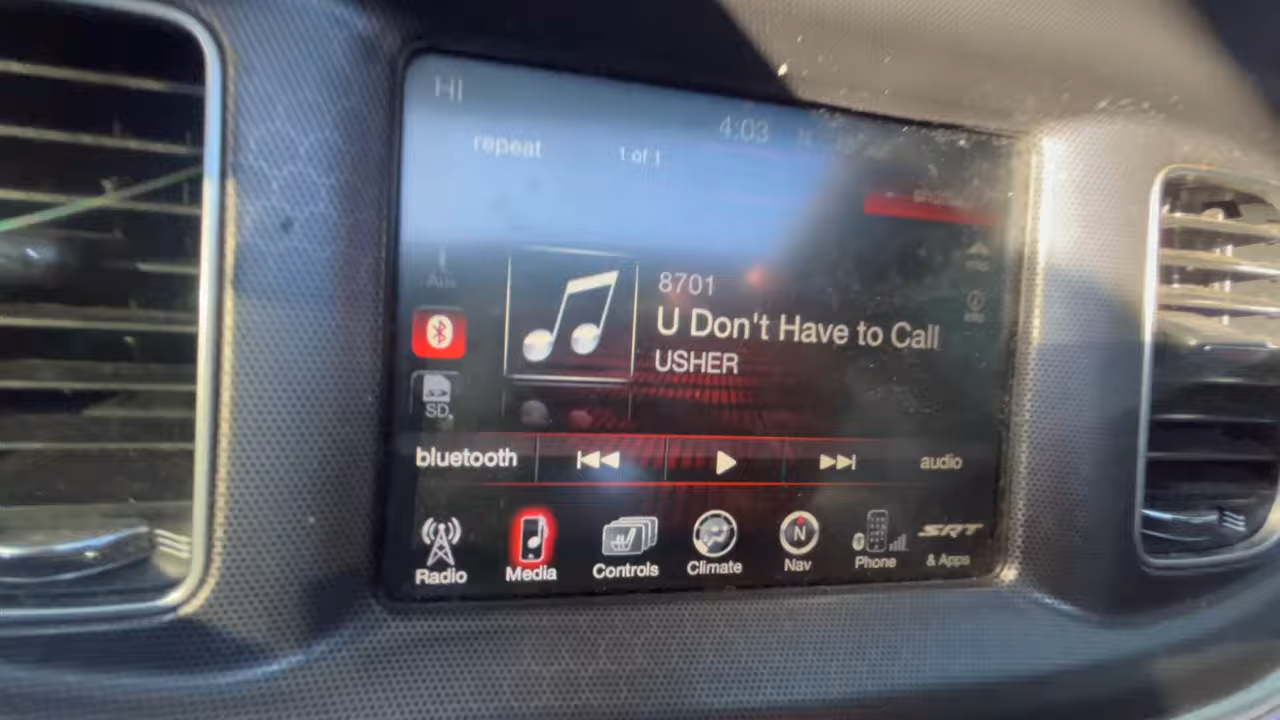 HI
4:03
repeat 1 of 1
Aux
8701
U Don't Have to Call
USHER
SD
bluetooth audio
Radio Media Controls Climate Nav Phone SRT & Apps